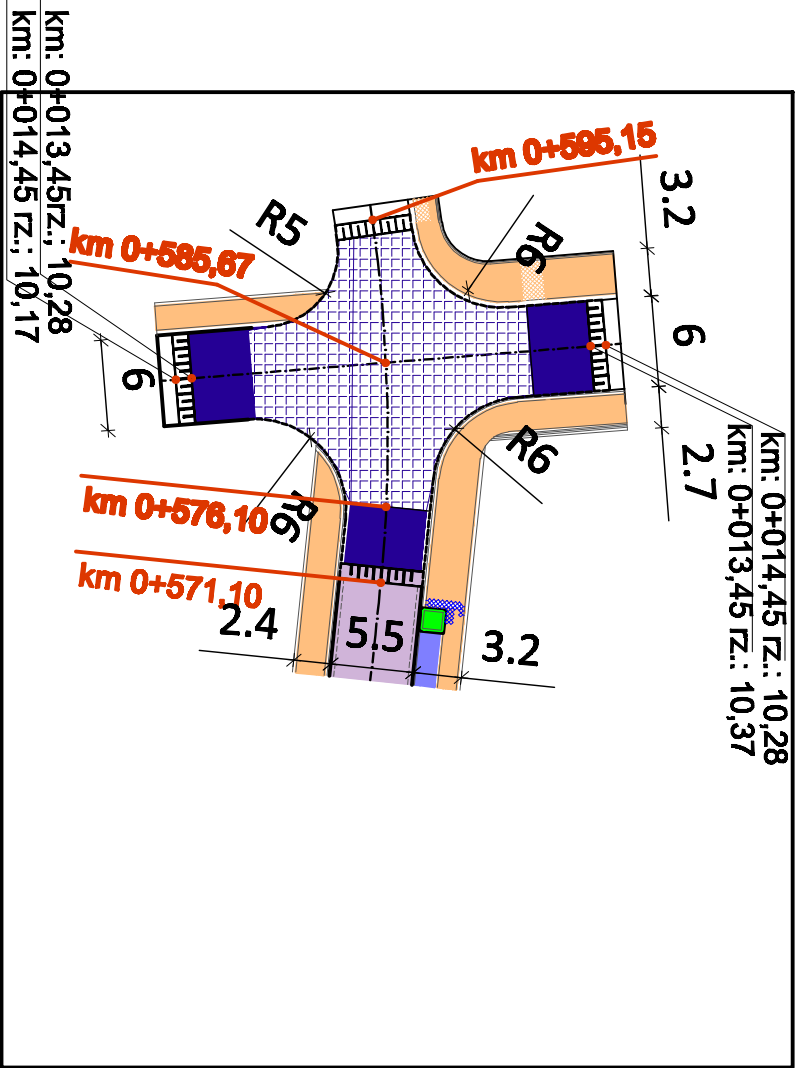 km: 0+013,45rz.; 10,28
km: 0+014,45 rz.; 10,17
km 0+595,15
3.2
R5
R6
km 0+585,67
6
6
R6
2.7
km: 0+014,45 rz.: 10,28
km: 0+013,45 rz.: 10,37
km 0+576,10
R6
km 0+571,10
2.4
5.5
3.2